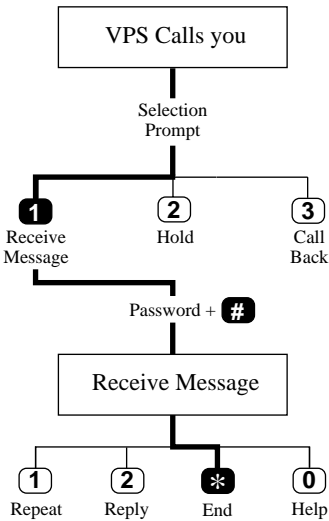 VPS Calls you
Selection
Prompt
1 2 3
Receive Hold Call
Message Back
Password + #
Receive Message
1 2 * 0
Repeat Reply End Help